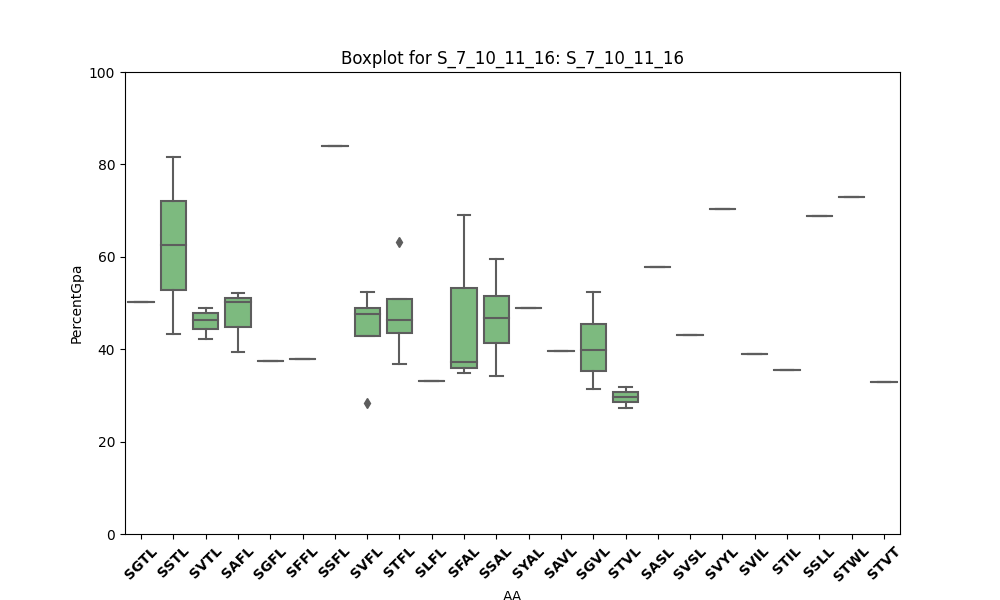 Boxplot for S_7_10_11_16: S_7_10_11_16
100
80
60
40
20
0
PercentGpa
SGTL SSTL SVTL SAFL SGFL SFFL SSFL SVFL STFL SLFL SFAL SSAL SYAL SAVL SGVL STVL SASL SVSL SVYL SVIL STIL SSLL STWL STVT
AA